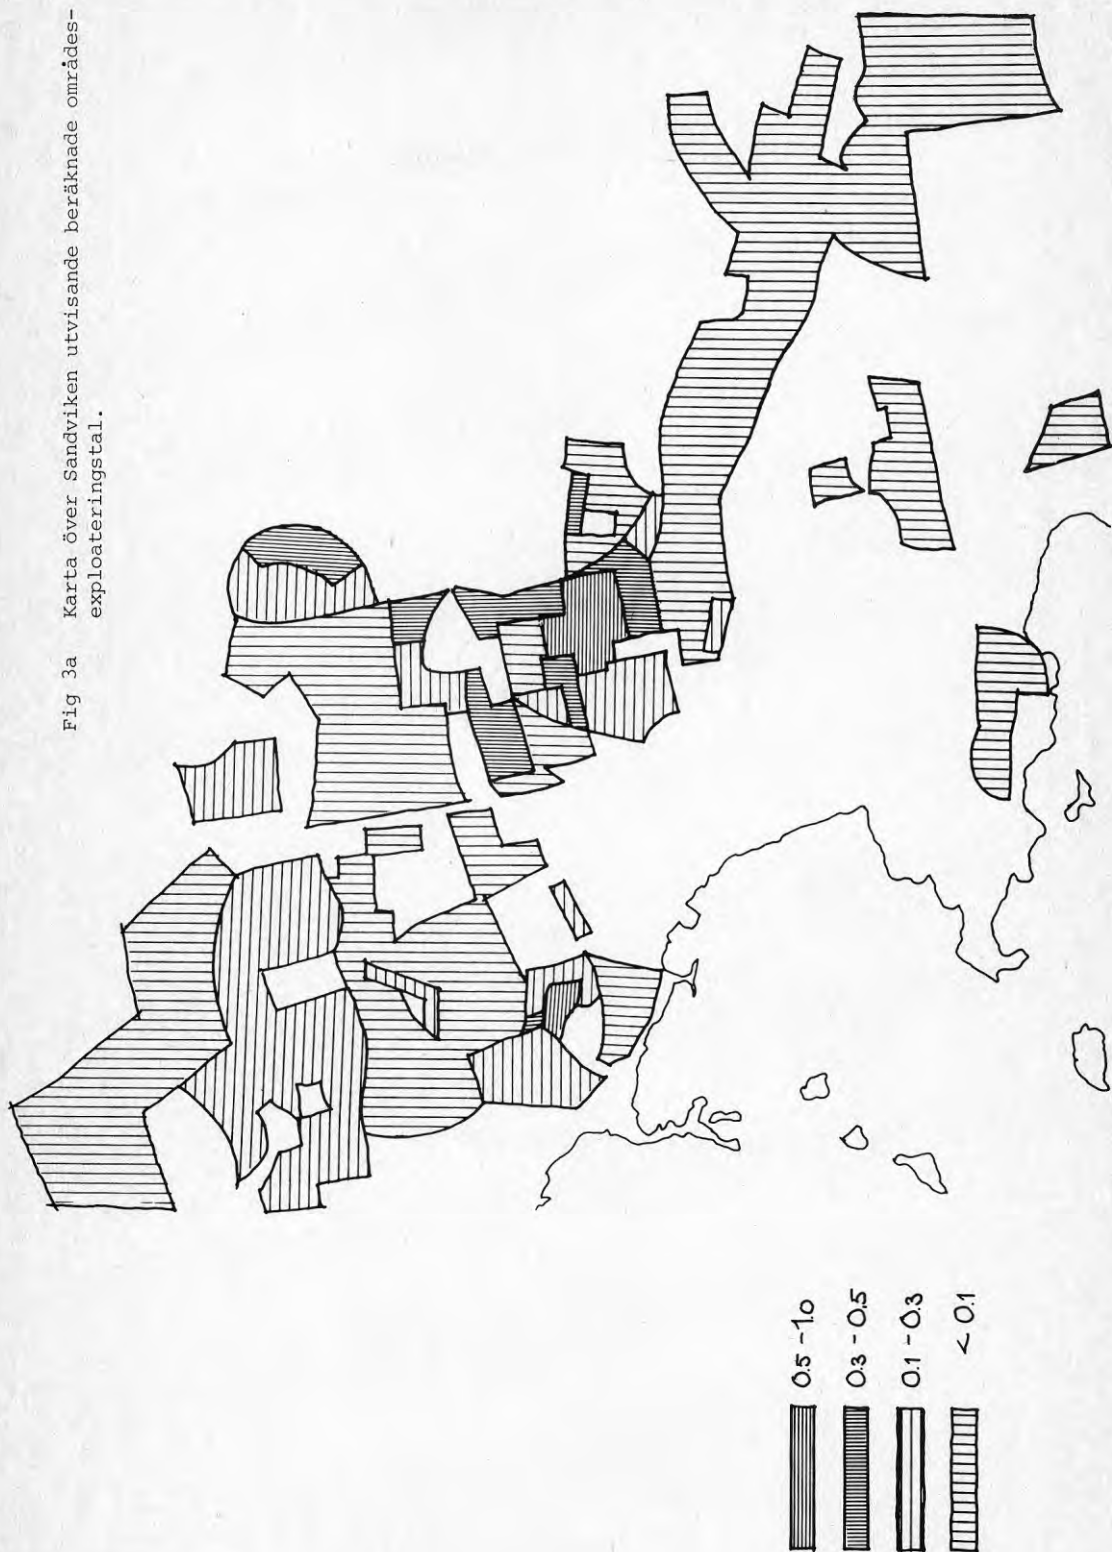 Fig 3a Karta över Sandviken utvisande beräknade områdes-
exploateringstal.
0.5 - 1.0
0.3 - 0.5
0.1 - 0.3
< 0.1